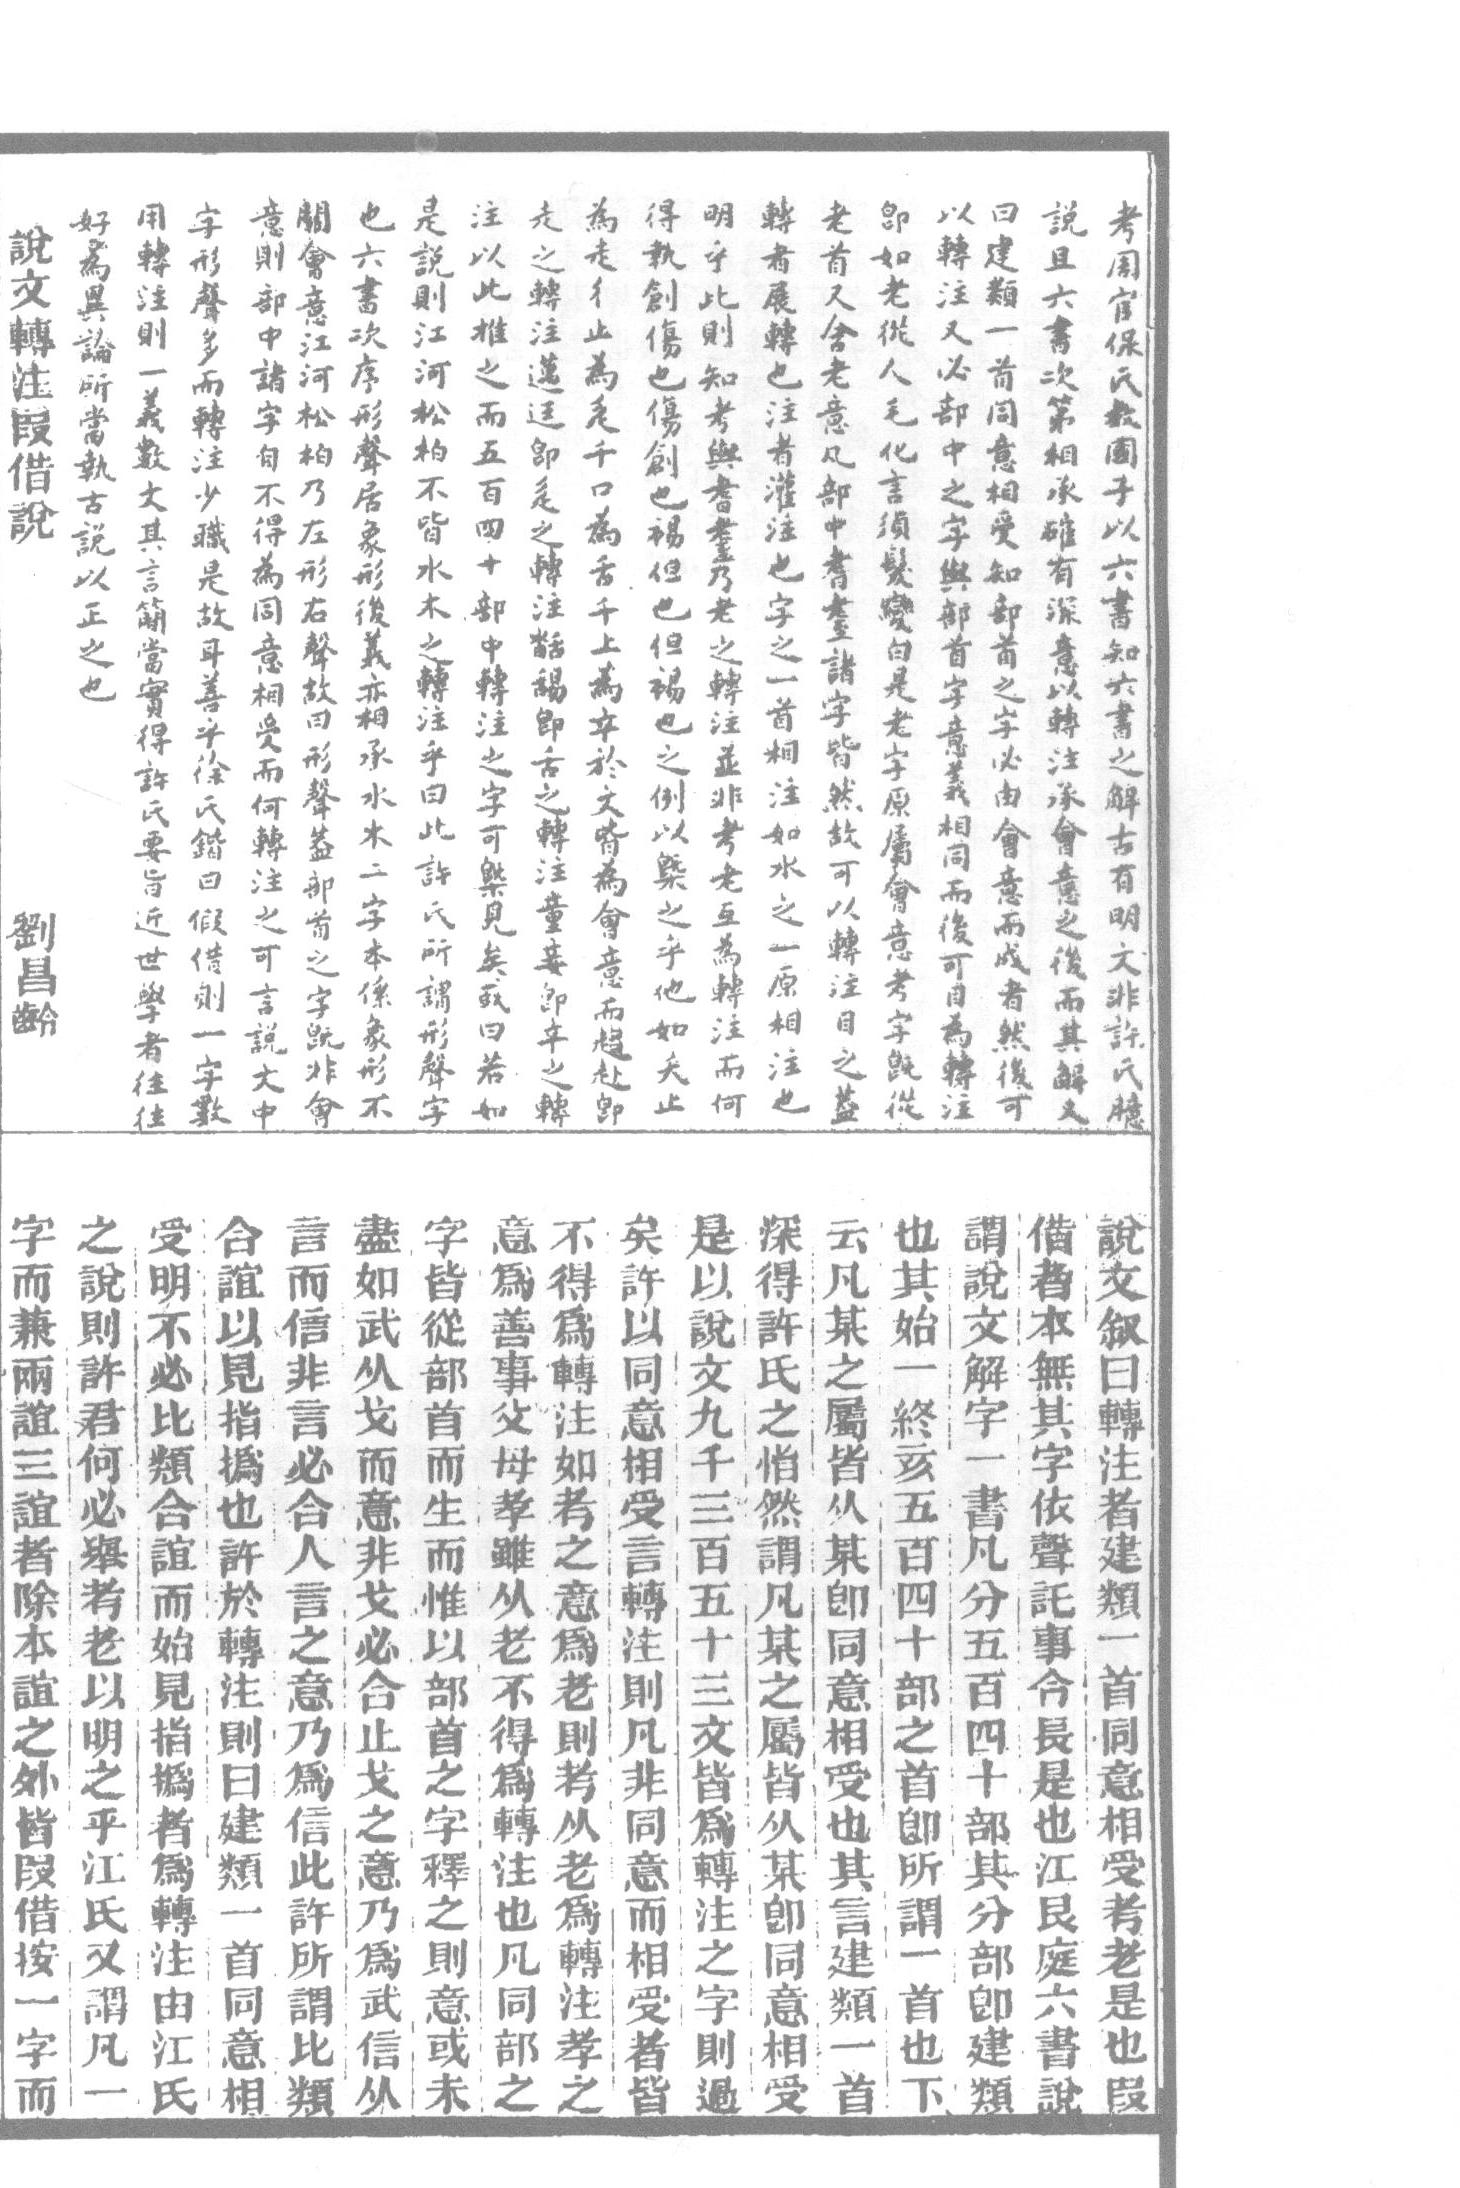 考周官保氏教國子以六書知六書之解古有明文非許氏臆
說且六書次第相承確有深意以轉注承會意之後而其解又
曰建類一首同意相受知部首之字必由會意而成者然後可
以轉注又必部中之字與部首字意義相同而後可目為轉注
即如老從人毛化言須髮變白是老字原屬會意考字既從
老首又含老意凡部中耆耋諸字皆然故可以轉注目之蓋
轉者展轉也注者灌注也字之一首相注如水之一原相注也
明乎此則知考與耆耋乃老之轉注並非考老互為轉注而何
得執創傷也傷創也裼但也但裼也之例以槩之乎他如夭止
為走彳止為辵千口為舌千上為䇂於文皆為會意而趨赴即
走之轉注邁迋即辵之轉注䑜䑛即舌之轉注童妾即䇂之轉
注以此推之而五百四十部中轉注之字可槩見矣或曰若如
是說則江河松柏不皆水木之轉注乎曰此許氏所謂形聲字
也六書次序形聲居象形後義亦相承水木二字本係象形不
關會意江河松柏乃左形右聲故曰形聲蓋部首之字既非會
意則部中諸字自不得為同意相受而何轉注之可言說文中
字形聲多而轉注少職是故耳善乎徐氏鍇曰假借則一字數
用轉注則一義數文其言簡當實得許氏要旨近世學者往往
好為異論所當執古說以正之也
說文轉注叚借說　劉昌齡
說文敘曰轉注者建類一首同意相受考老是也叚
借者本無其字依聲託事令長是也江艮庭六書說
謂說文解字一書凡分五百四十部其分部卽建類
也其始一終亥五百四十部之首卽所謂一首也下
云凡某之屬皆从某卽同意相受也其言建類一首
深得許氏之恉然謂凡某之屬皆从某卽同意相受
是以說文九千三百五十三文皆爲轉注之字則過
矣許以同意相受言轉注則凡非同意而相受者皆
不得爲轉注如考之意爲老則考从老爲轉注孝之
意爲善事父母孝雖从老不得爲轉注也凡同部之
字皆從部首而生而惟以部首之字釋之則意或未
盡如武从戈而意非戈必合止戈之意乃爲武信从
言而信非言必合人言之意乃爲信此許所謂比類
合誼以見指撝也許於轉注則曰建類一首同意相
受明不必比類合誼而始見指撝者爲轉注由江氏
之說則許君何必舉考老以明之乎江氏又謂凡一
字而兼兩誼三誼者除本誼之外皆叚借按一字而